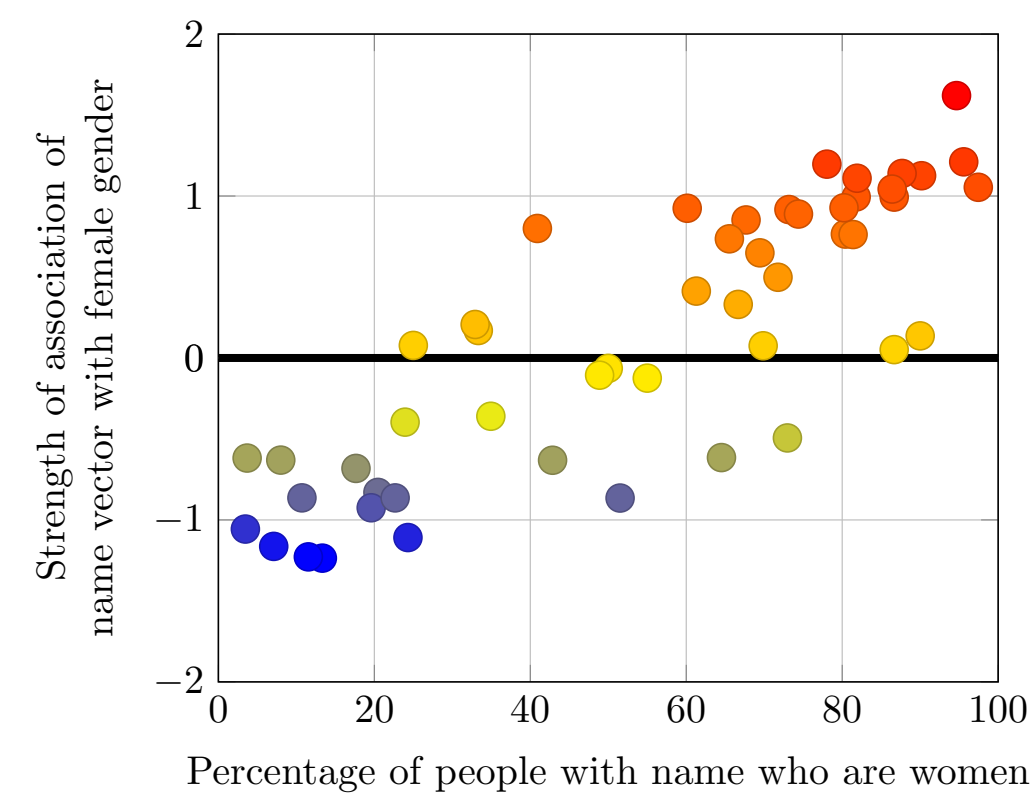 Strength of association of
name vector with female gender
2
1
0
−1
−2
0 20 40 60 80 100
Percentage of people with name who are women